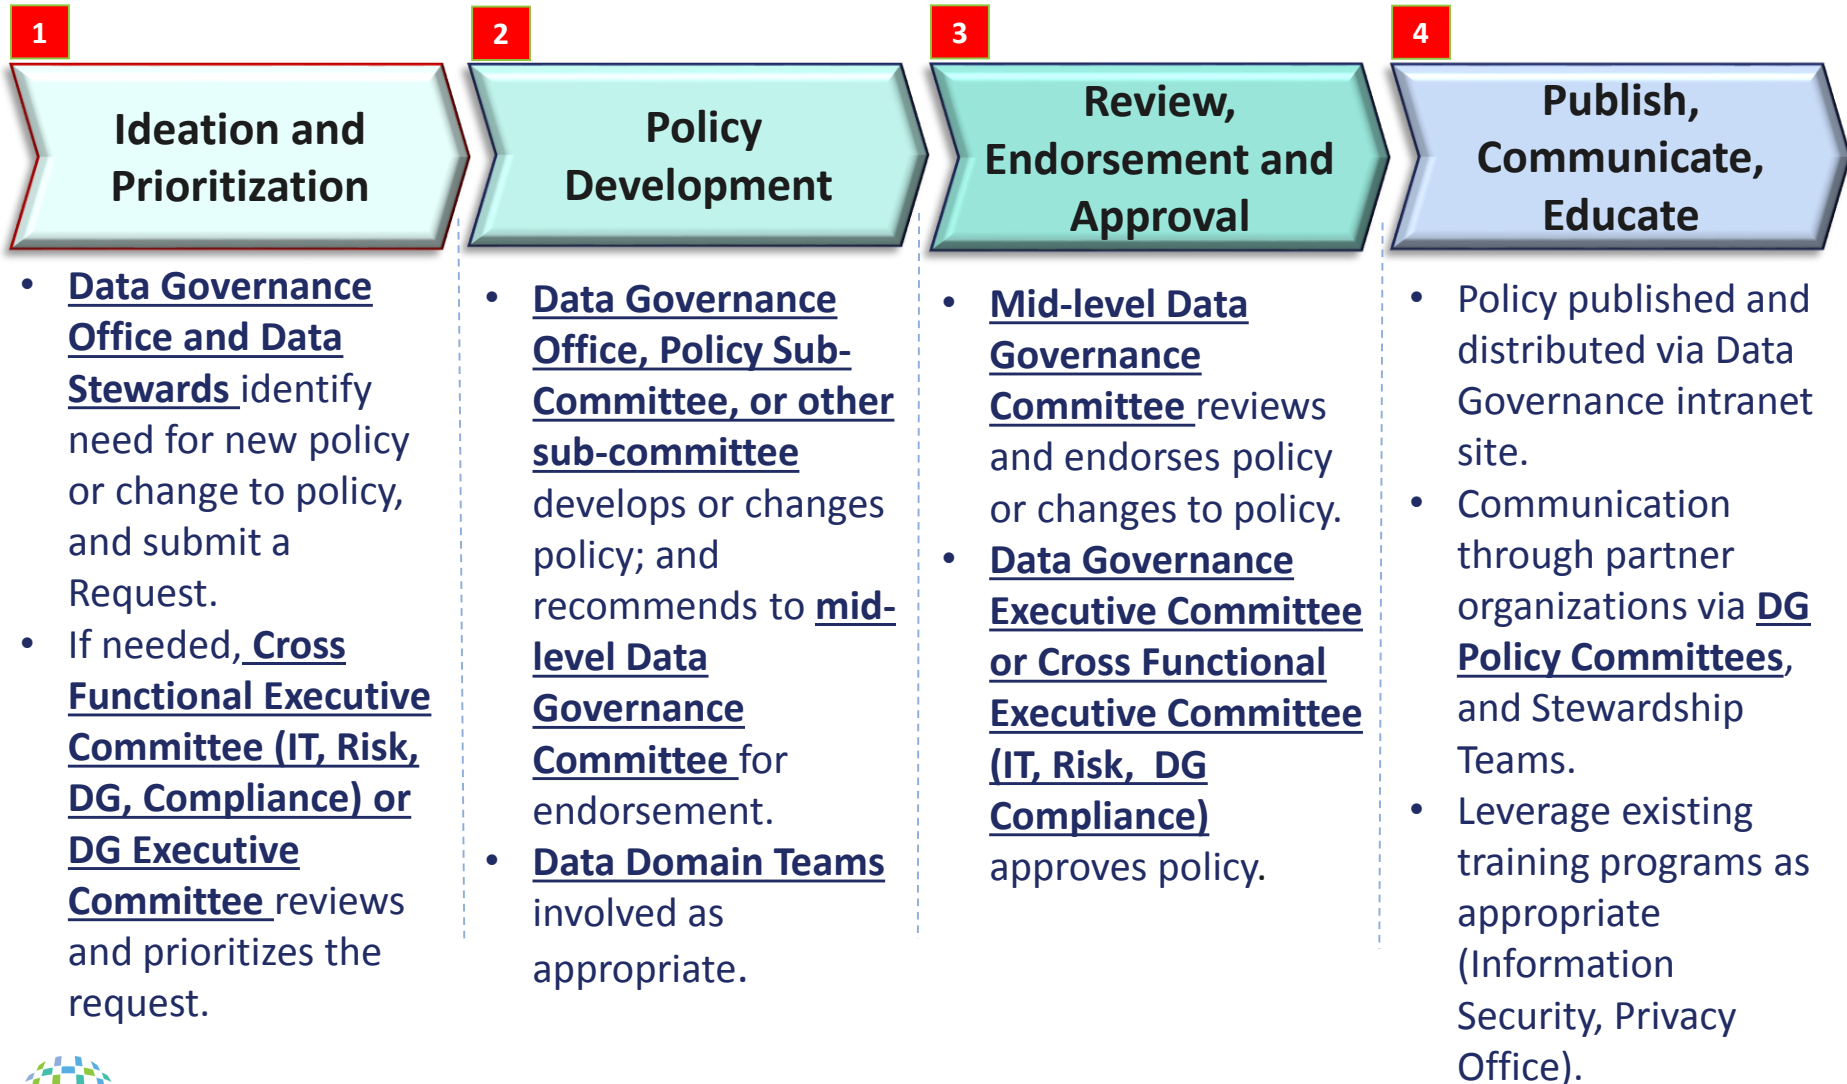 1
Ideation and
Prioritization
• Data Governance
Office and Data
Stewards identify
need for new policy
or change to policy,
and submit a
Request.
• If needed, Cross
Functional Executive
Committee (IT, Risk,
DG, Compliance) or
DG Executive
Committee reviews
and prioritizes the
request.
2
Policy
Development
• Data Governance
Office, Policy Sub-
Committee, or other
sub-committee
develops or changes
policy; and
recommends to mid-
level Data
Governance
Committee for
endorsement.
• Data Domain Teams
involved as
appropriate.
3
Review,
Endorsement and
Approval
• Mid-level Data
Governance
Committee reviews
and endorses policy
or changes to policy.
• Data Governance
Executive Committee
or Cross Functional
Executive Committee
(IT, Risk, DG
Compliance)
approves policy.
4
Publish,
Communicate,
Educate
• Policy published and
distributed via Data
Governance intranet
site.
• Communication
through partner
organizations via DG
Policy Committees,
and Stewardship
Teams.
• Leverage existing
training programs as
appropriate
(Information
Security, Privacy
Office).